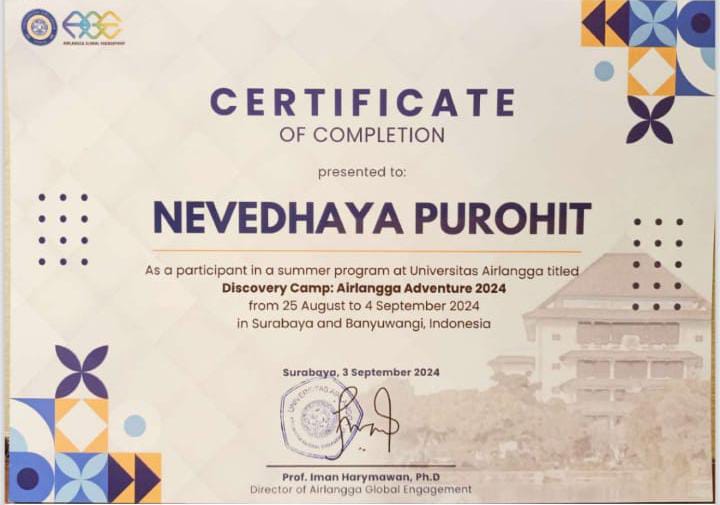 AIRLANGGA GLOBAL ENGAGEMENT
CERTIFICATE
OF COMPLETION
presented to:
NEVEDHAYA PUROHIT
As a participant in a summer program at Universitas Airlangga titled
Discovery Camp: Airlangga Adventure 2024
from 25 August to 4 September 2024
in Surabaya and Banyuwangi, Indonesia
Surabaya, 3 September 2024
Prof. Iman Harymawan, Ph.D
Director of Airlangga Global Engagement